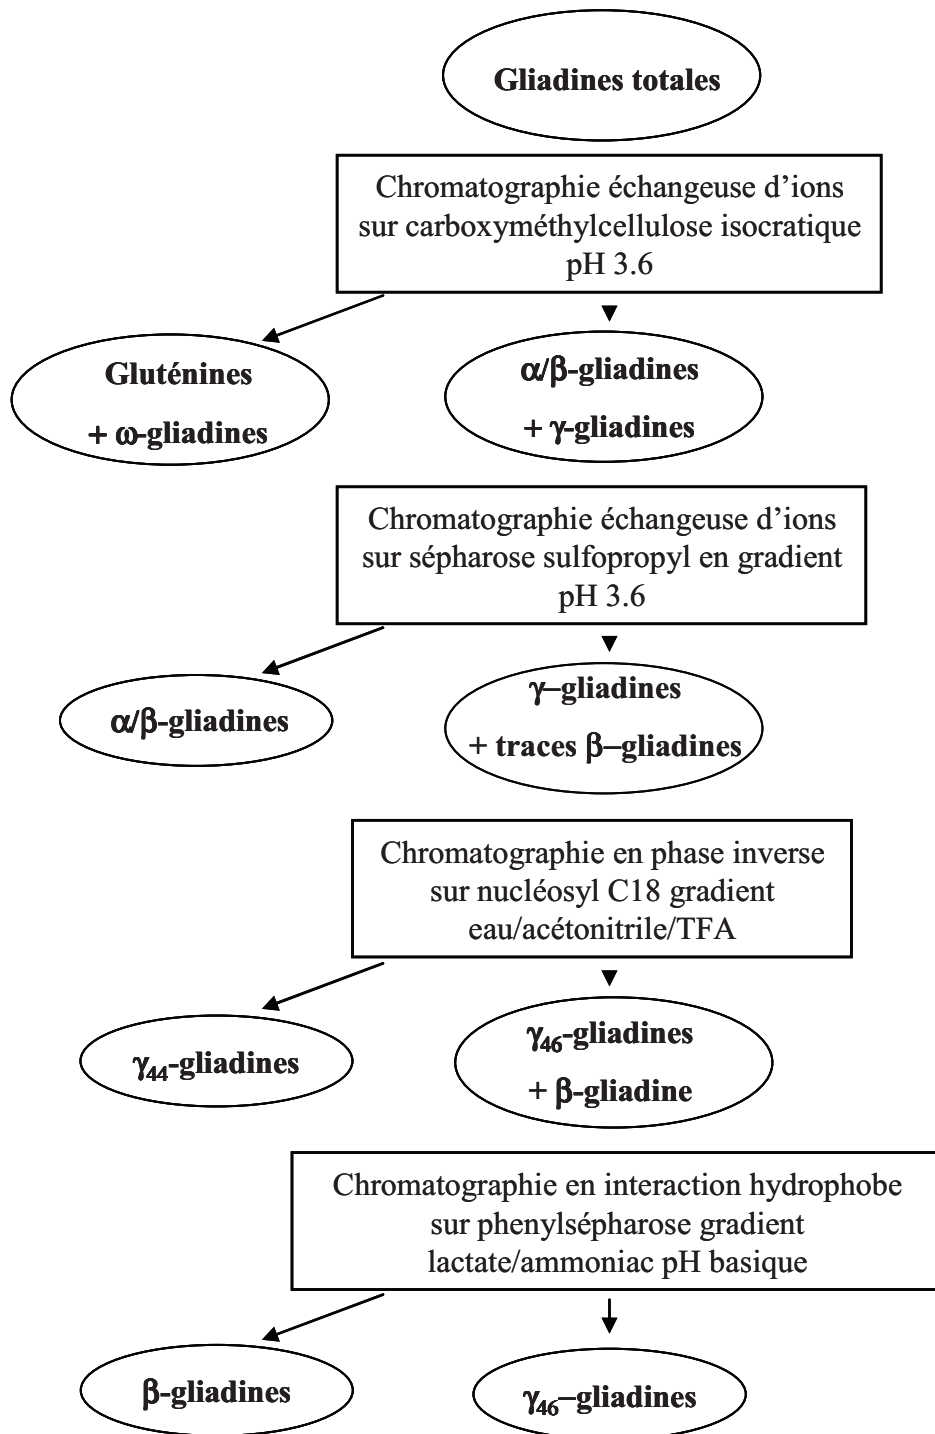 Gliadines totales
Chromatographie échangeuse d’ions
sur carboxyméthylcellulose isocratique
pH 3.6
Gluténines
+ ω-gliadines
α/β-gliadines
+ γ-gliadines
Chromatographie échangeuse d’ions
sur sépharose sulfopropyl en gradient
pH 3.6
α/β-gliadines
γ–gliadines
+ traces β–gliadines
Chromatographie en phase inverse
sur nucléosyl C18 gradient
eau/acétonitrile/TFA
γ44-gliadines
γ46-gliadines
+ β-gliadine
Chromatographie en interaction hydrophobe
sur phenylsépharose gradient
lactate/ammoniac pH basique
β-gliadines
γ46–gliadines